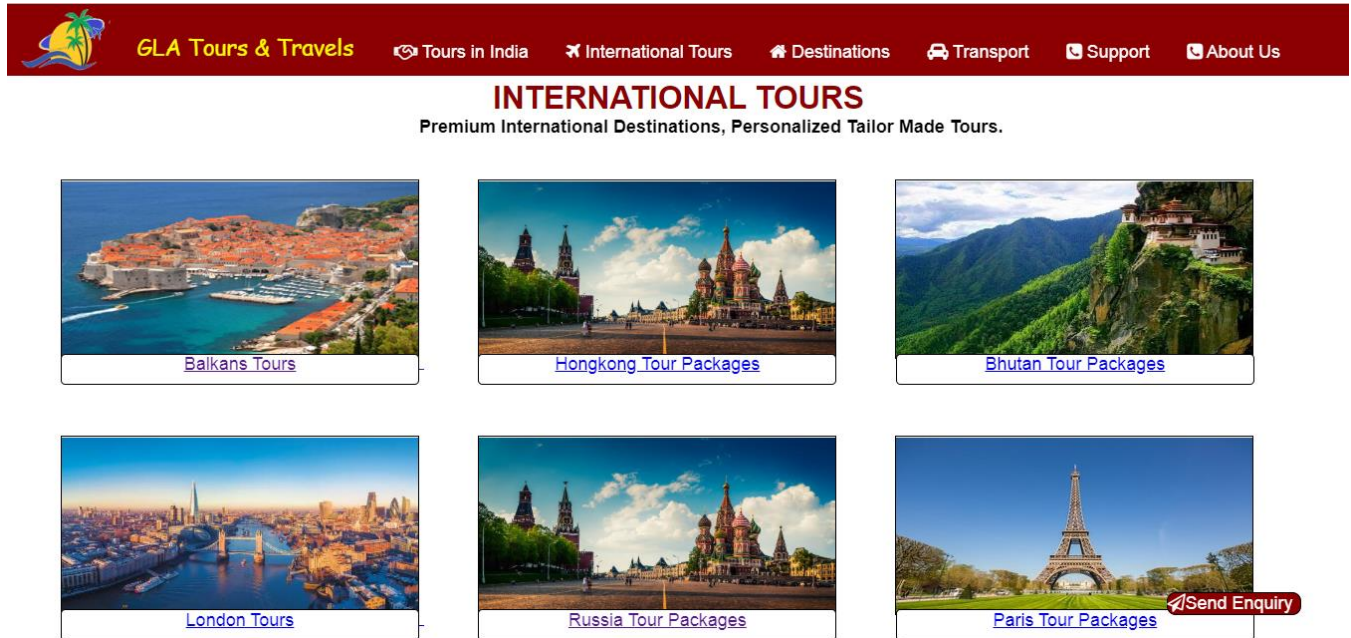 GLA Tours & Travels Tours in India International Tours Destinations Transport Support About Us
INTERNATIONAL TOURS
Premium International Destinations, Personalized Tailor Made Tours.
Balkans Tours
Hongkong Tour Packages
Bhutan Tour Packages
London Tours
Russia Tour Packages
Paris Tour Packages
Send Enquiry